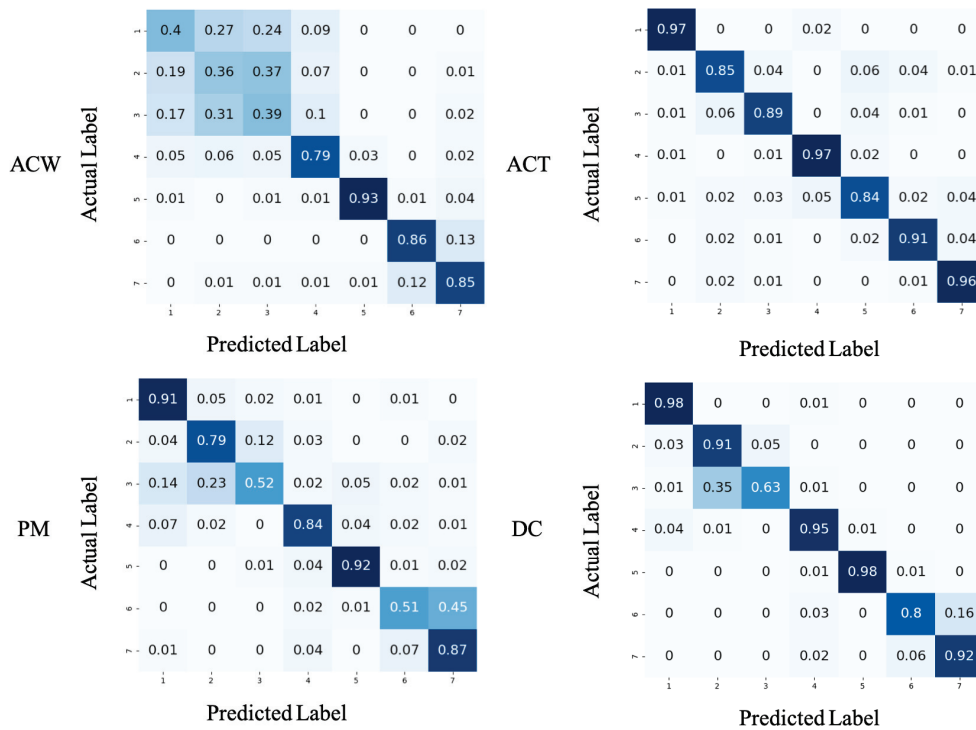 ACW
Actual Label
1 0.4 0.27 0.24 0.09 0 0 0
2 0.19 0.36 0.37 0.07 0 0 0.01
3 0.17 0.31 0.39 0.1 0 0 0.02
4 0.05 0.06 0.05 0.79 0.03 0 0.02
5 0.01 0 0.01 0.01 0.93 0.01 0.04
6 0 0 0 0 0 0.86 0.13
7 0 0.01 0.01 0.01 0.01 0.12 0.85
1 2 3 4 5 6 7
Predicted Label
ACT
Actual Label
1 0.97 0 0 0.02 0 0 0
2 0.01 0.85 0.04 0 0.06 0.04 0.01
3 0.01 0.06 0.89 0 0.04 0.01 0
4 0.01 0 0.01 0.97 0.02 0 0
5 0.01 0.02 0.03 0.05 0.84 0.02 0.04
6 0 0.02 0.01 0 0.02 0.91 0.04
7 0 0.02 0.01 0 0 0.01 0.96
1 2 3 4 5 6 7
Predicted Label
PM
Actual Label
1 0.91 0.05 0.02 0.01 0 0.01 0
2 0.04 0.79 0.12 0.03 0 0 0.02
3 0.14 0.23 0.52 0.02 0.05 0.02 0.01
4 0.07 0.02 0 0.84 0.04 0.02 0.01
5 0 0 0.01 0.04 0.92 0.01 0.02
6 0 0 0 0.02 0.01 0.51 0.45
7 0.01 0 0 0.04 0 0.07 0.87
1 2 3 4 5 6 7
Predicted Label
DC
Actual Label
1 0.98 0 0 0.01 0 0 0
2 0.03 0.91 0.05 0 0 0 0
3 0.01 0.35 0.63 0.01 0 0 0
4 0.04 0.01 0 0.95 0.01 0 0
5 0 0 0 0.01 0.98 0.01 0
6 0 0 0 0.03 0 0.8 0.16
7 0 0 0 0.02 0 0.06 0.92
1 2 3 4 5 6 7
Predicted Label